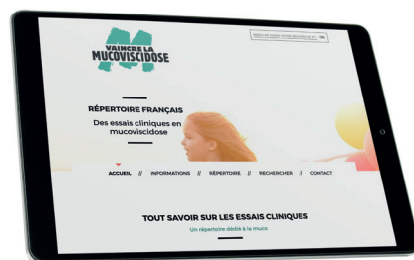 VAINCRE LA
MUCOVISCIDOSE
RÉPERTOIRE FRANÇAIS
Des essais cliniques en
mucoviscidose
ACCUEIL // INFORMATIONS // RÉPERTOIRE // RECHERCHER / CONTACT
TOUT SAVOIR SUR LES ESSAIS CLINIQUES
Un répertoire dédié à la muco